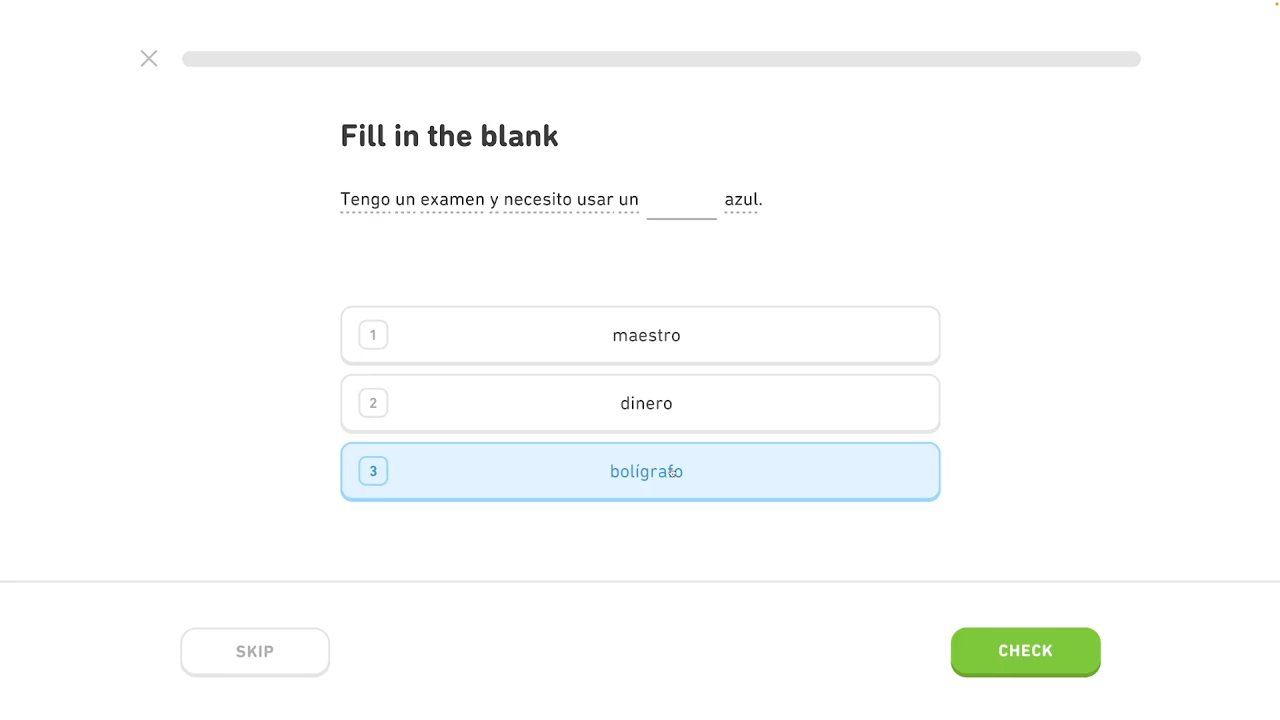 Fill in the blank
Tengo un examen y necesito usar un ______ azul.
1 maestro
2 dinero
3 bolígrafo
SKIP CHECK